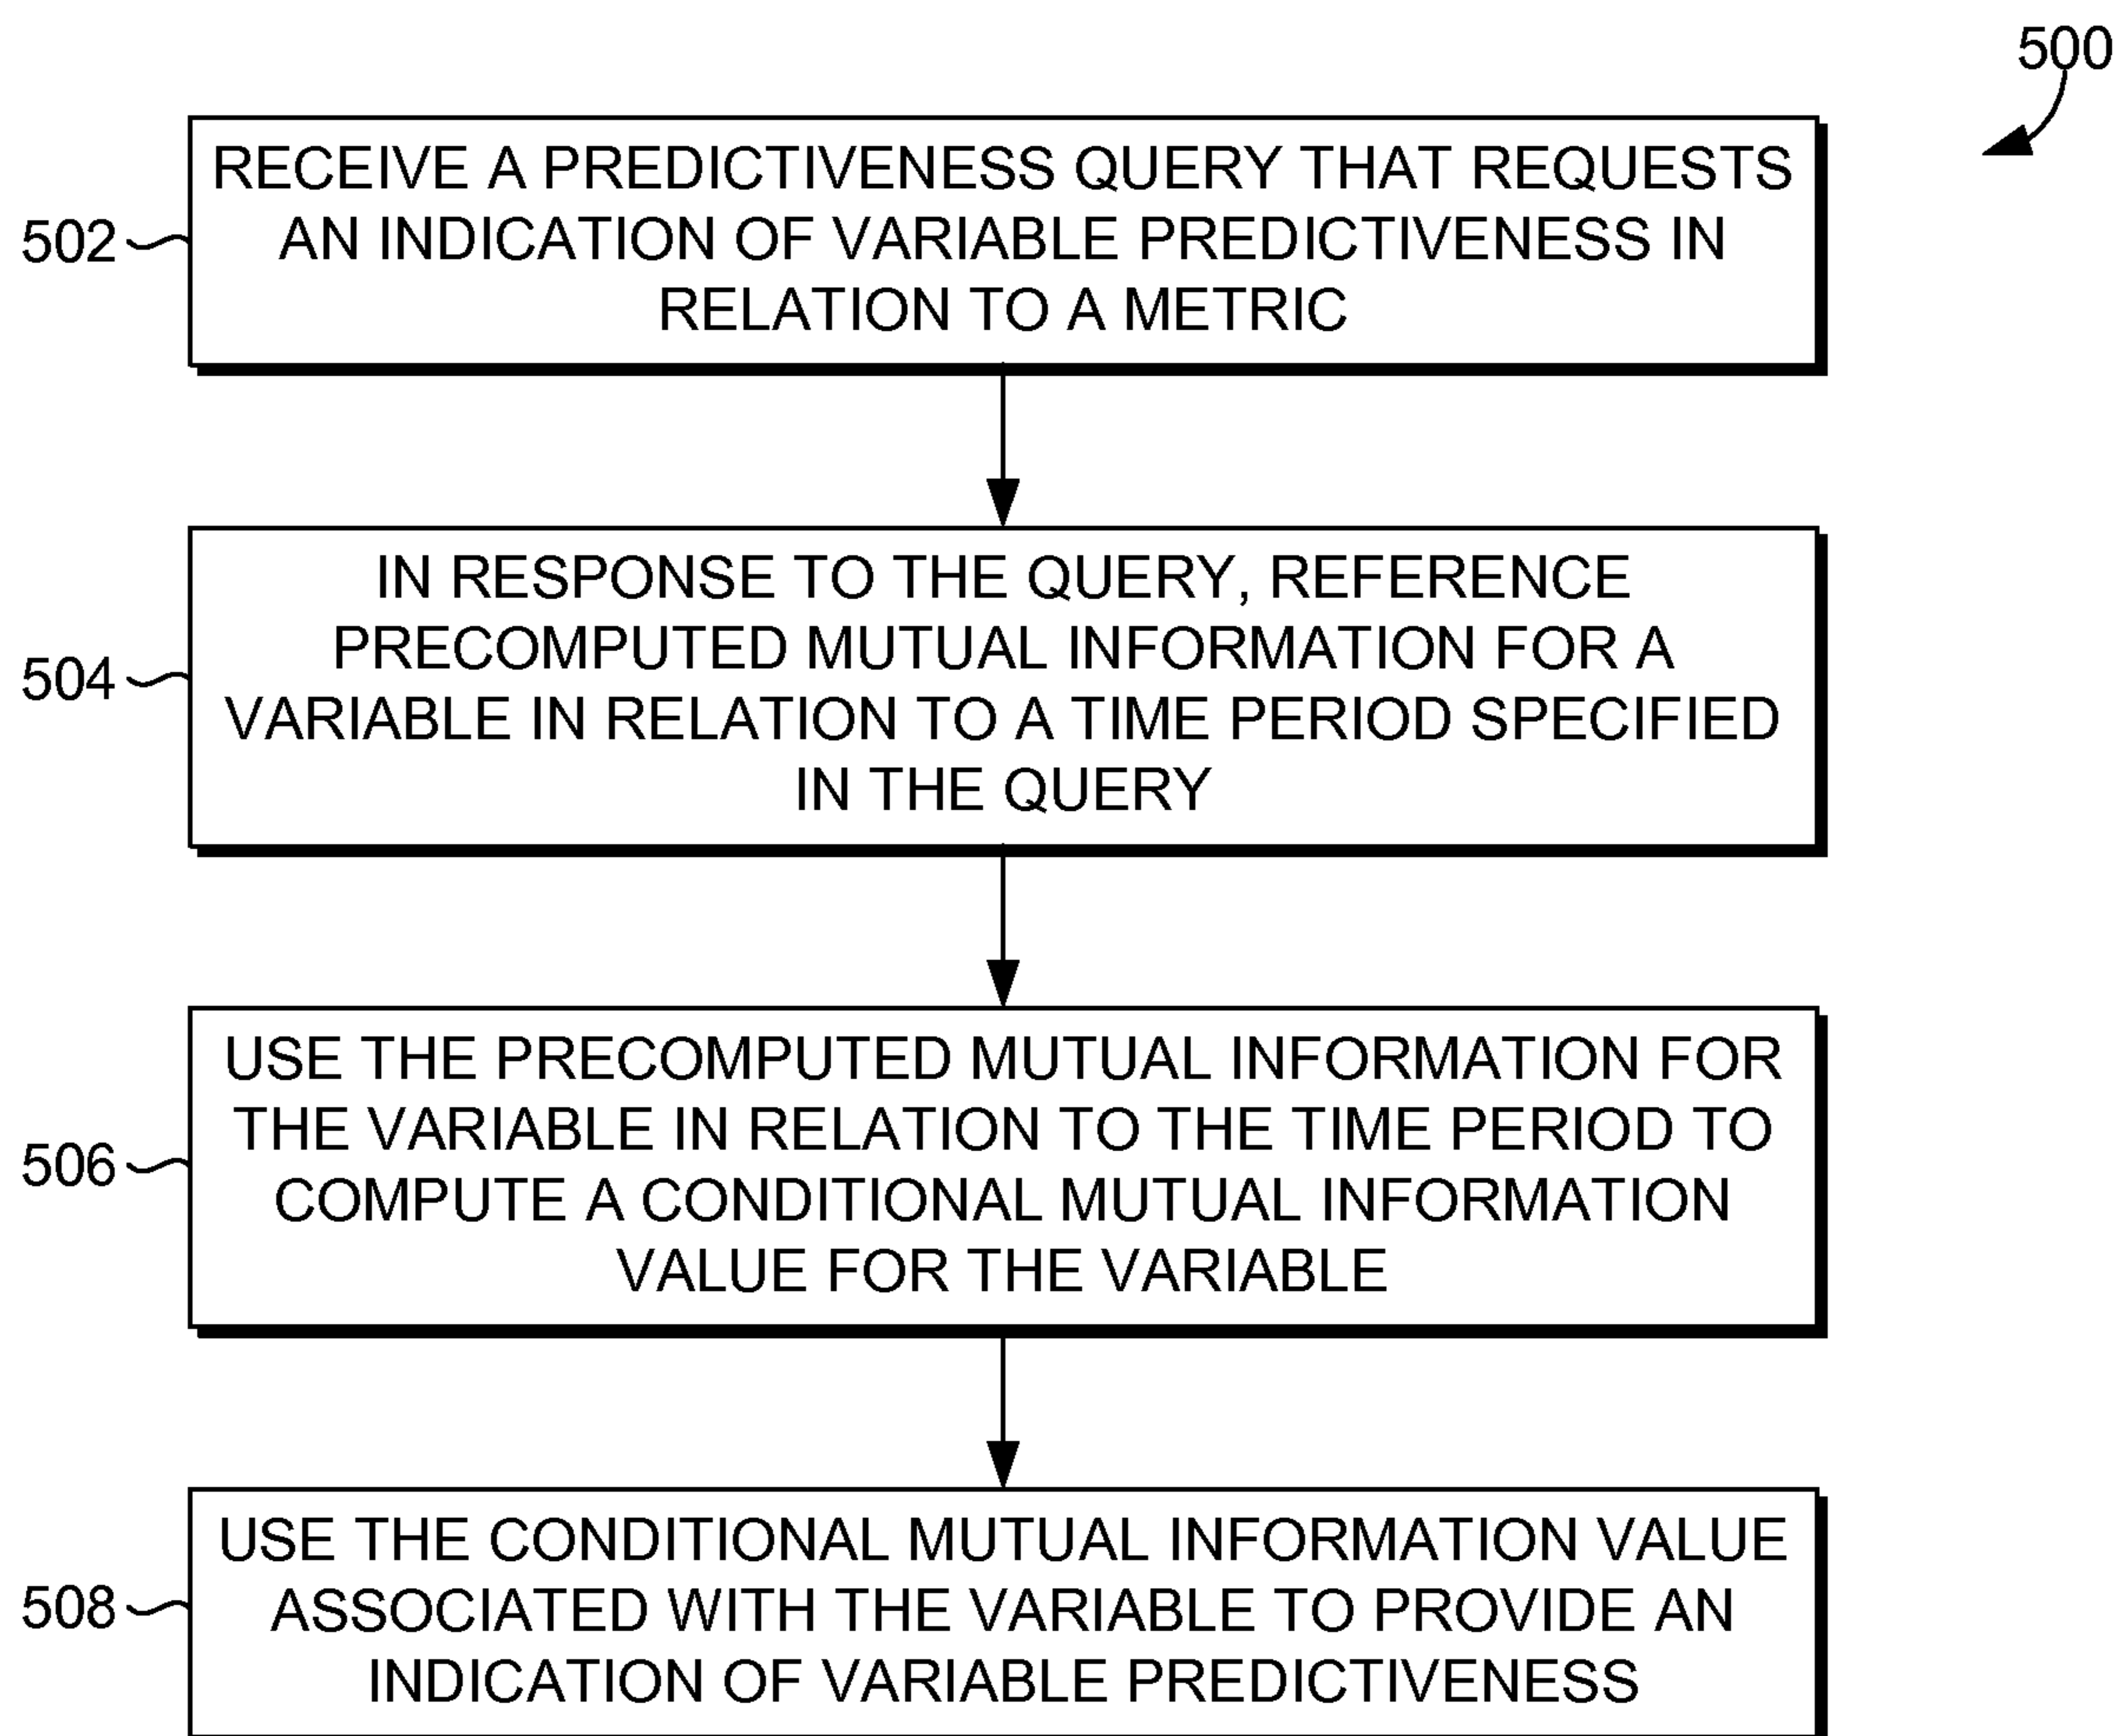 500
RECEIVE A PREDICTIVENESS QUERY THAT REQUESTS
AN INDICATION OF VARIABLE PREDICTIVENESS IN
RELATION TO A METRIC
502
IN RESPONSE TO THE QUERY, REFERENCE
PRECOMPUTED MUTUAL INFORMATION FOR A
VARIABLE IN RELATION TO A TIME PERIOD SPECIFIED
IN THE QUERY
504
USE THE PRECOMPUTED MUTUAL INFORMATION FOR
THE VARIABLE IN RELATION TO THE TIME PERIOD TO
COMPUTE A CONDITIONAL MUTUAL INFORMATION
VALUE FOR THE VARIABLE
506
USE THE CONDITIONAL MUTUAL INFORMATION VALUE
ASSOCIATED WITH THE VARIABLE TO PROVIDE AN
INDICATION OF VARIABLE PREDICTIVENESS
508